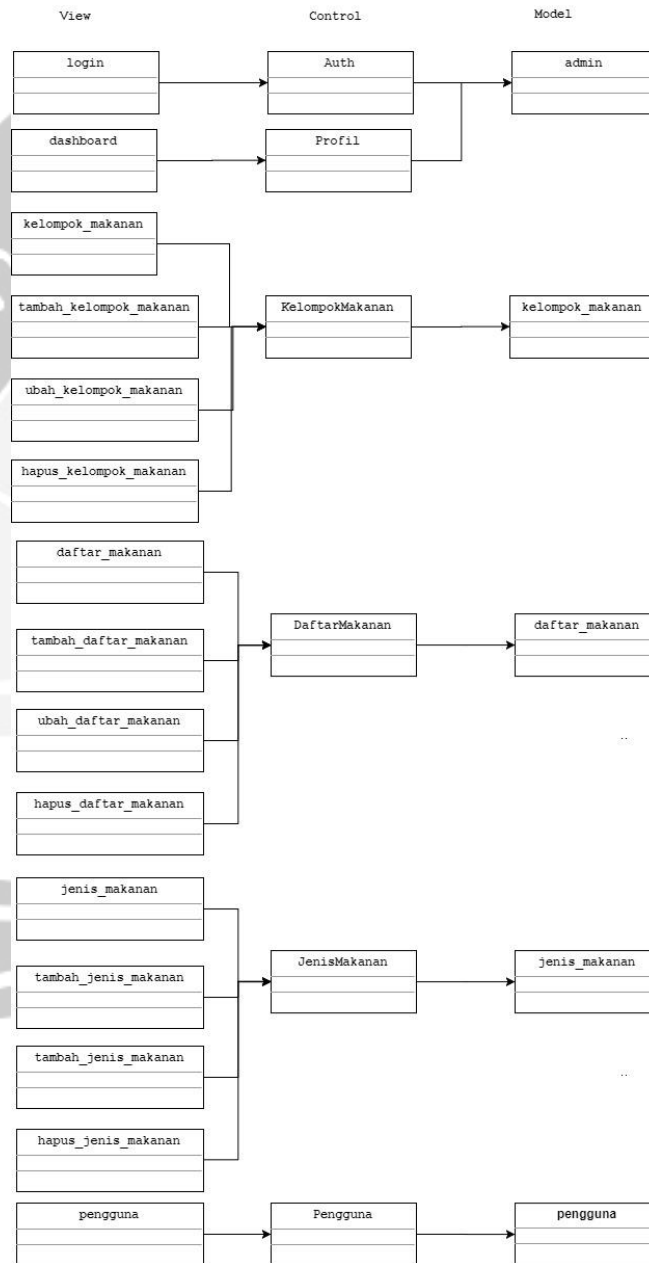 View Control Model
login Auth admin
dashboard Profil
kelompok_makanan
tambah_kelompok_makanan KelompokMakanan kelompok_makanan
ubah_kelompok_makanan
hapus_kelompok_makanan
daftar_makanan
DaftarMakanan daftar_makanan
tambah_daftar_makanan
ubah_daftar_makanan
..
hapus_daftar_makanan
jenis_makanan
JenisMakanan jenis_makanan
tambah_jenis_makanan
tambah_jenis_makanan
..
hapus_jenis_makanan
pengguna Pengguna pengguna